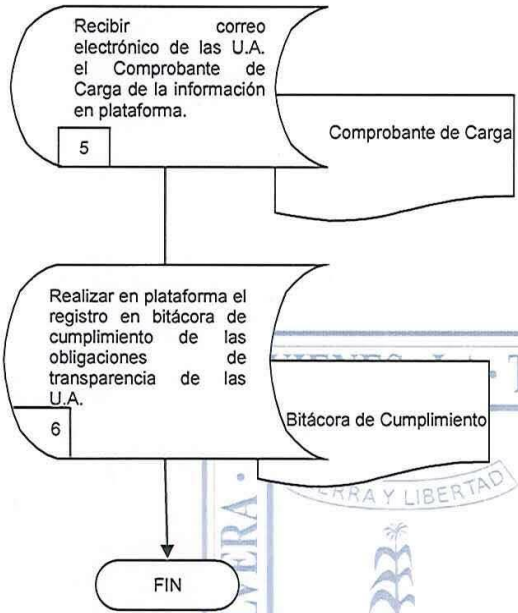 Recibir correo
electrónico de las U.A.
el Comprobante de
Carga de la información
en plataforma.
5
Comprobante de Carga
Realizar en plataforma el
registro en bitácora de
cumplimiento de las
obligaciones de
transparencia de las
U.A.
6
Bitácora de Cumplimiento
LIBERTAD
FIN